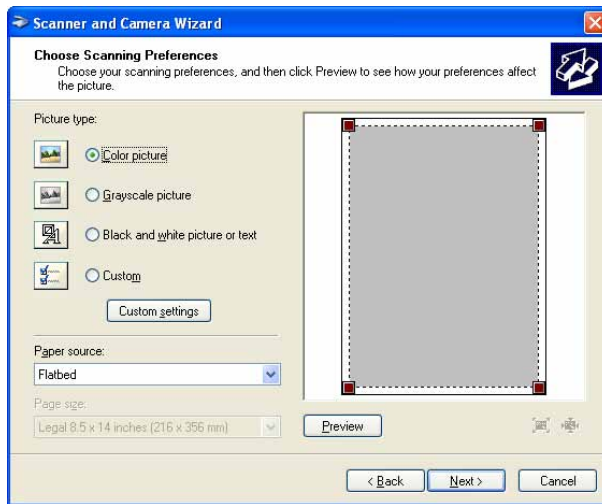 Scanner and Camera Wizard
Choose Scanning Preferences
Choose your scanning preferences, and then click Preview to see how your preferences affect
the picture.
Picture type:
Color picture
Grayscale picture
Black and white picture or text
Custom
Custom settings
Paper source:
Flatbed
Page size:
Legal 8.5 x 14 inches (216 x 356 mm)
Preview
< Back
Next >
Cancel